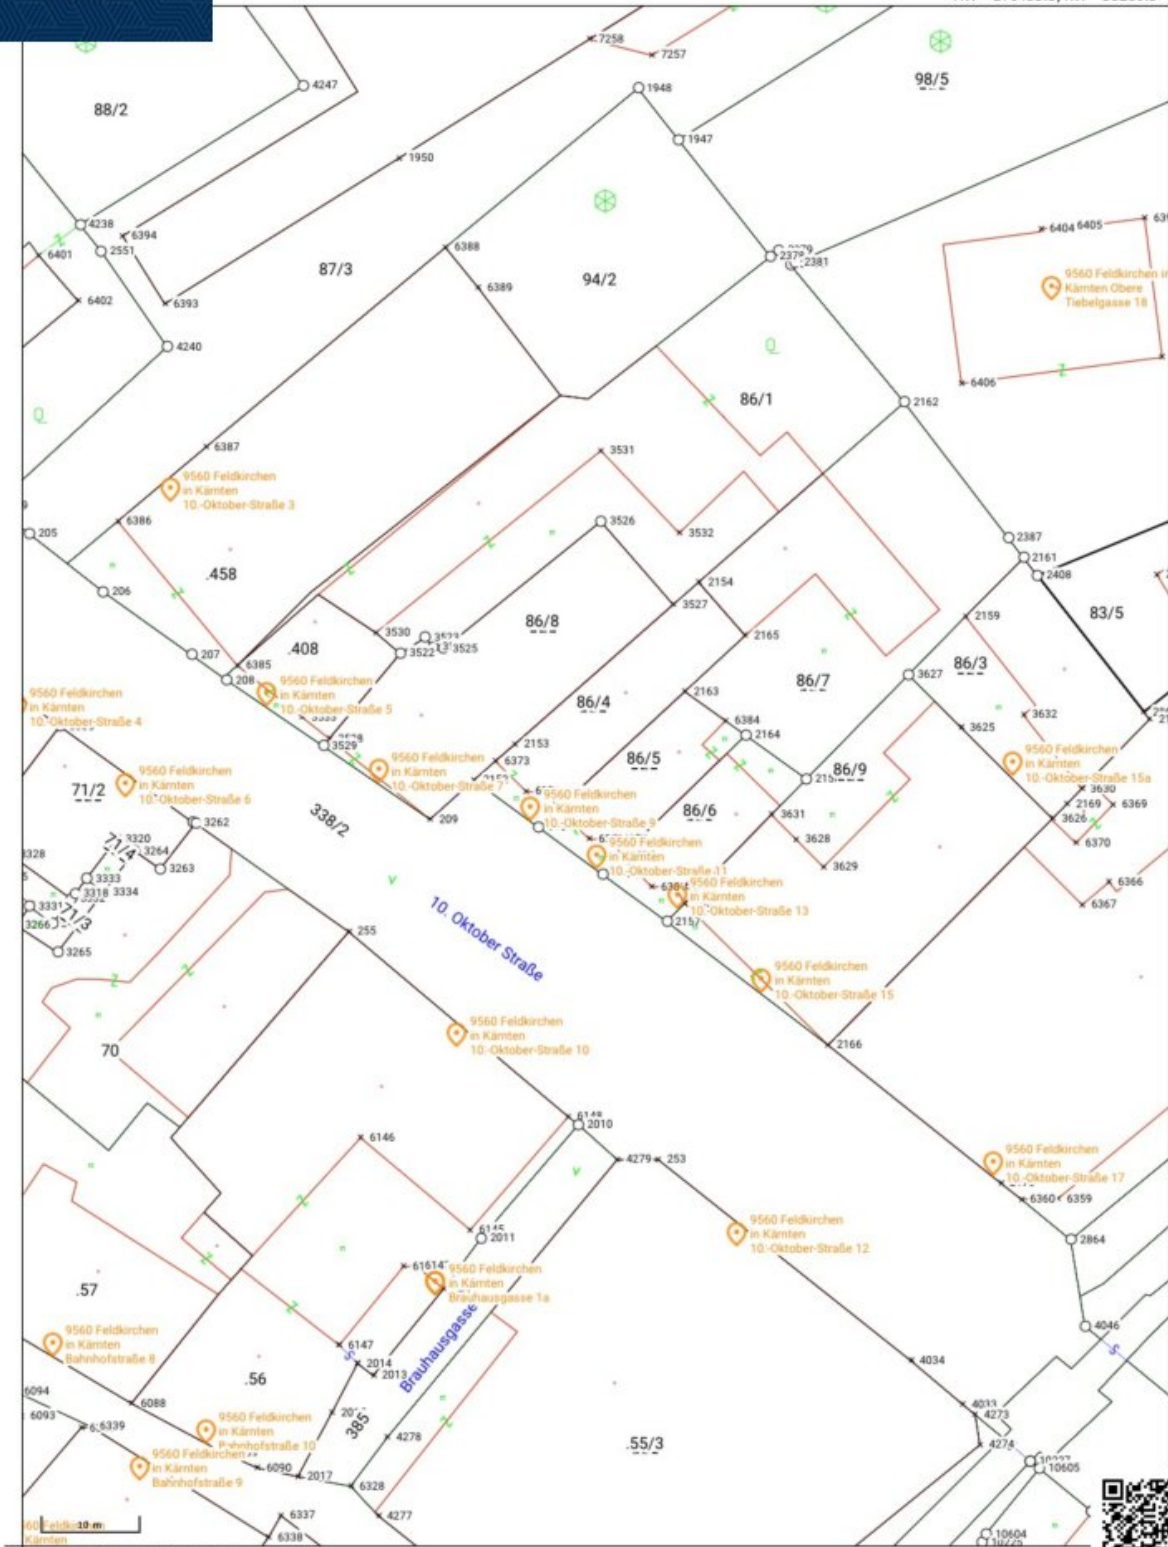 7258
7257
98/5
4247
88/2
1948
1947
1950
4238
6394
2551
6401
6402
6393
87/3
6388
6389
94/2
2381
6404
6405
9560 Feldkirchen in
Kärnten Obere
Tiebelgasse 18
4240
6406
86/1
2162
6387
3531
9560 Feldkirchen
in Kärnten
10.-Oktober-Straße 3
6386
205
3526
3532
2387
2161
2408
.458
2154
206
3527
2159
83/5
86/8
3530
3522
3525
.408
2165
207
6385
208
86/3
3627
86/7
9560 Feldkirchen
in Kärnten
10.-Oktober-Straße 5
9560 Feldkirchen
in Kärnten
10.-Oktober-Straße 4
2163
86/4
6384
2164
3632
3625
3529
2153
6373
86/5
9560 Feldkirchen
in Kärnten
10.-Oktober-Straße 7
9560 Feldkirchen
in Kärnten
10.-Oktober-Straße 15a
86/9
9560 Feldkirchen
in Kärnten
10.-Oktober-Straße 6
71/2
9560 Feldkirchen
in Kärnten
10.-Oktober-Straße 9
86/6
3630
2169
6369
3626
6370
338/2
209
3631
3628
3629
3262
3320
3264
3263
71/4
3328
3333
3318
3334
3331
71/3
3266
3265
9560 Feldkirchen
in Kärnten
10.-Oktober-Straße 11
9560 Feldkirchen
in Kärnten
10.-Oktober-Straße 13
6366
6367
255
10. Oktober Straße
9560 Feldkirchen
in Kärnten
10.-Oktober-Straße 15
9560 Feldkirchen
in Kärnten
10.-Oktober-Straße 10
2166
70
6148
2010
6146
4279
253
9560 Feldkirchen
in Kärnten
10.-Oktober-Straße 17
6360
6359
9560 Feldkirchen
in Kärnten
10.-Oktober-Straße 12
6145
2011
2864
9560 Feldkirchen
in Kärnten
Brauhausgasse 1a
.57
4046
9560 Feldkirchen
in Kärnten
Bahnhofstraße 8
6147
2014
2013
Brauhausgasse
4034
.56
6094
6093
6339
6088
4033
4273
9560 Feldkirchen
in Kärnten
Bahnhofstraße 10
385
4278
.55/3
4274
9560 Feldkirchen
in Kärnten
Bahnhofstraße 9
6090
2017
6328
10605
6337
4277
6338
10 m
10604